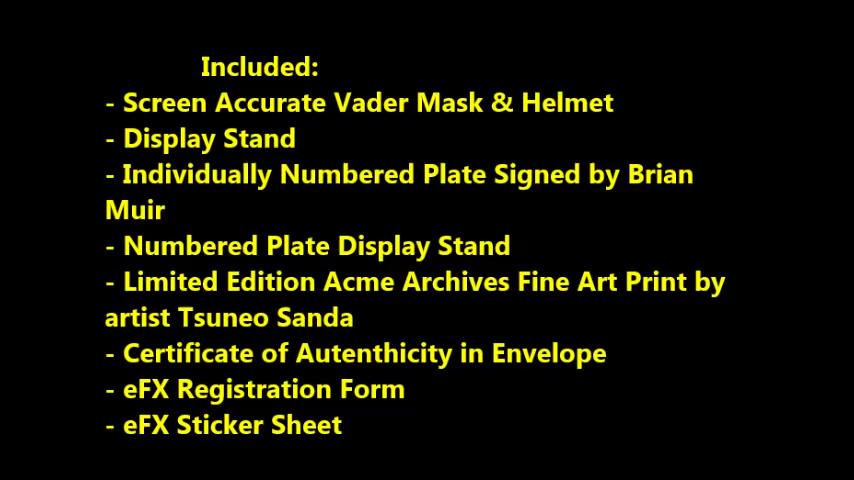 Included:
- Screen Accurate Vader Mask & Helmet
- Display Stand
- Individually Numbered Plate Signed by Brian
Muir
- Numbered Plate Display Stand
- Limited Edition Acme Archives Fine Art Print by
artist Tsuneo Sanda
- Certificate of Autenthicity in Envelope
- eFX Registration Form
- eFX Sticker Sheet